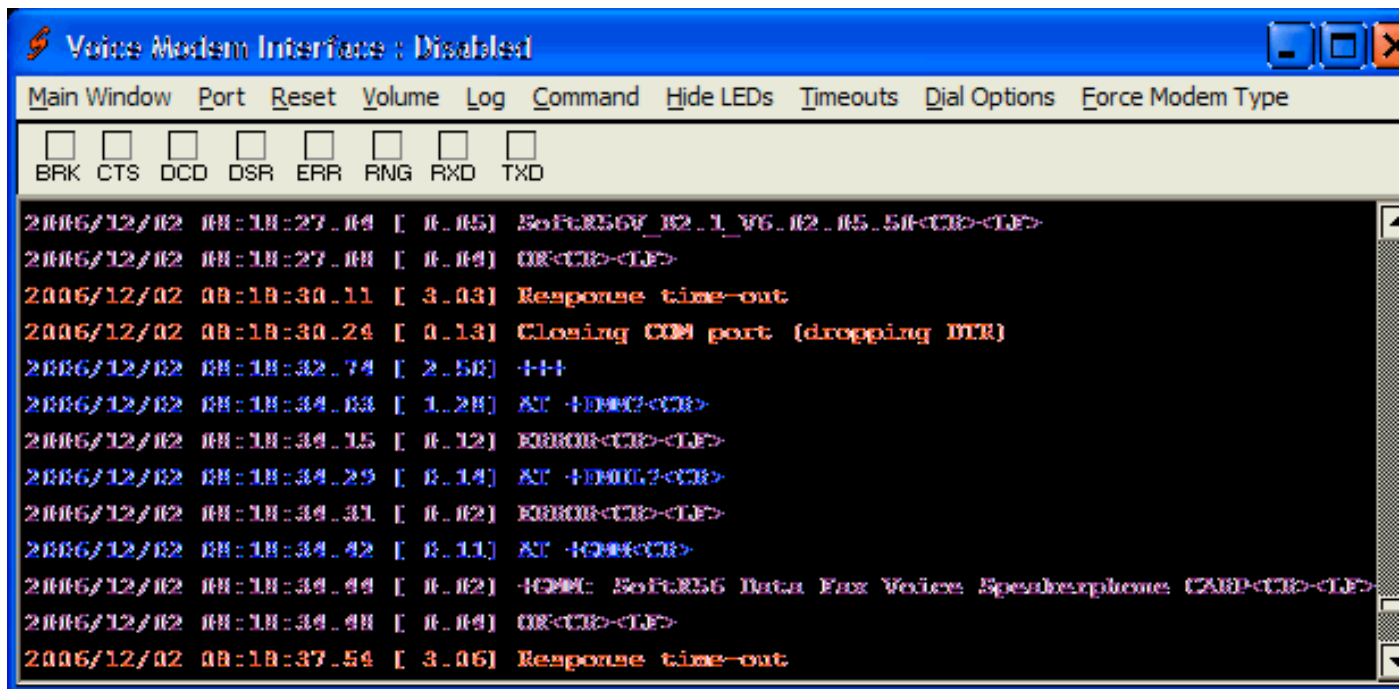 Voice Modem Interface : Disabled
Main Window Port Reset Volume Log Command Hide LEDs Timeouts Dial Options Force Modem Type
BRK CTS DCD DSR ERR RNG RXD TXD
2006/12/02 08:18:27.04 [ 0.05] SoftK56V_B2.1_V6.02.05.50<CR><LF>
2006/12/02 08:18:27.08 [ 0.04] OK<CR><LF>
2006/12/02 08:18:30.11 [ 3.03] Response time-out
2006/12/02 08:18:30.24 [ 0.13] Closing COM port (dropping DTR)
2006/12/02 08:18:32.74 [ 2.50] +++
2006/12/02 08:18:34.03 [ 1.28] AT +FMM?<CR>
2006/12/02 08:18:34.15 [ 0.12] ERROR<CR><LF>
2006/12/02 08:18:34.29 [ 0.14] AT +FMDL?<CR>
2006/12/02 08:18:34.31 [ 0.02] ERROR<CR><LF>
2006/12/02 08:18:34.42 [ 0.11] AT +GMM<CR>
2006/12/02 08:18:34.44 [ 0.02] +GMM: SoftK56 Data Fax Voice Speakerphone CARP<CR><LF>
2006/12/02 08:18:34.48 [ 0.04] OK<CR><LF>
2006/12/02 08:18:37.54 [ 3.06] Response time-out